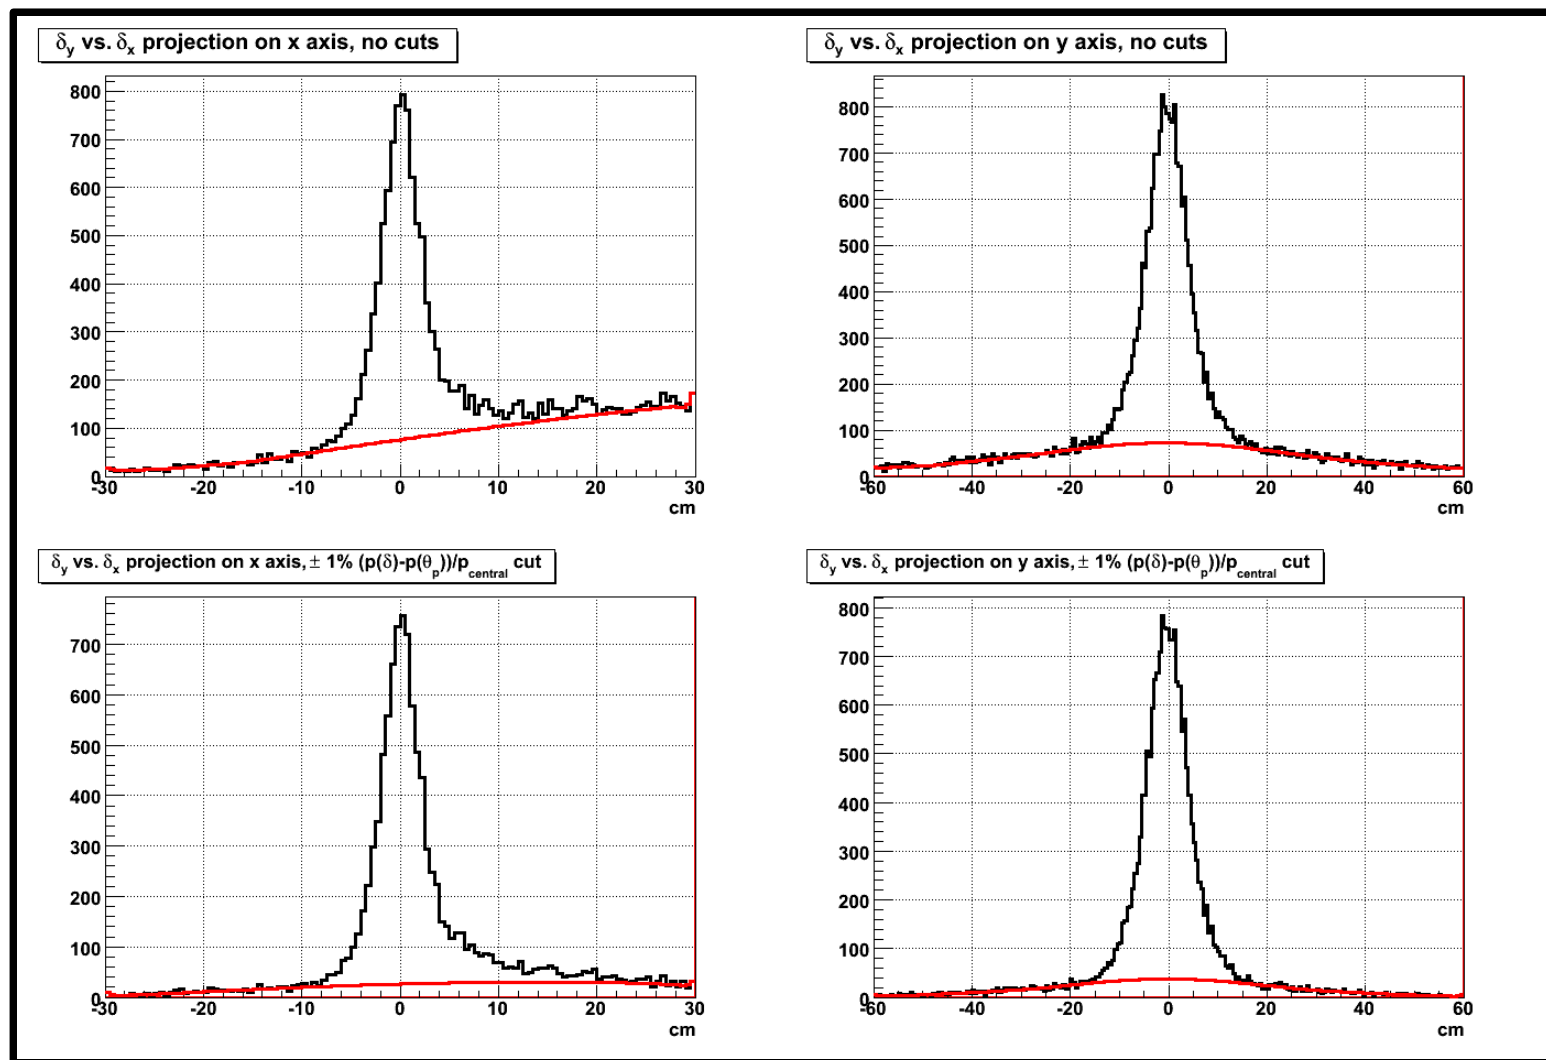 δy vs. δx projection on x axis, no cuts
800
700
600
500
400
300
200
100
0
-30 -20 -10 0 10 20 30
cm
δy vs. δx projection on y axis, no cuts
800
700
600
500
400
300
200
100
0
-60 -40 -20 0 20 40 60
cm
δy vs. δx projection on x axis, ± 1% (p(δ)-p(θp))/pcentral cut
700
600
500
400
300
200
100
0
-30 -20 -10 0 10 20 30
cm
δy vs. δx projection on y axis, ± 1% (p(δ)-p(θp))/pcentral cut
800
700
600
500
400
300
200
100
0
-60 -40 -20 0 20 40 60
cm